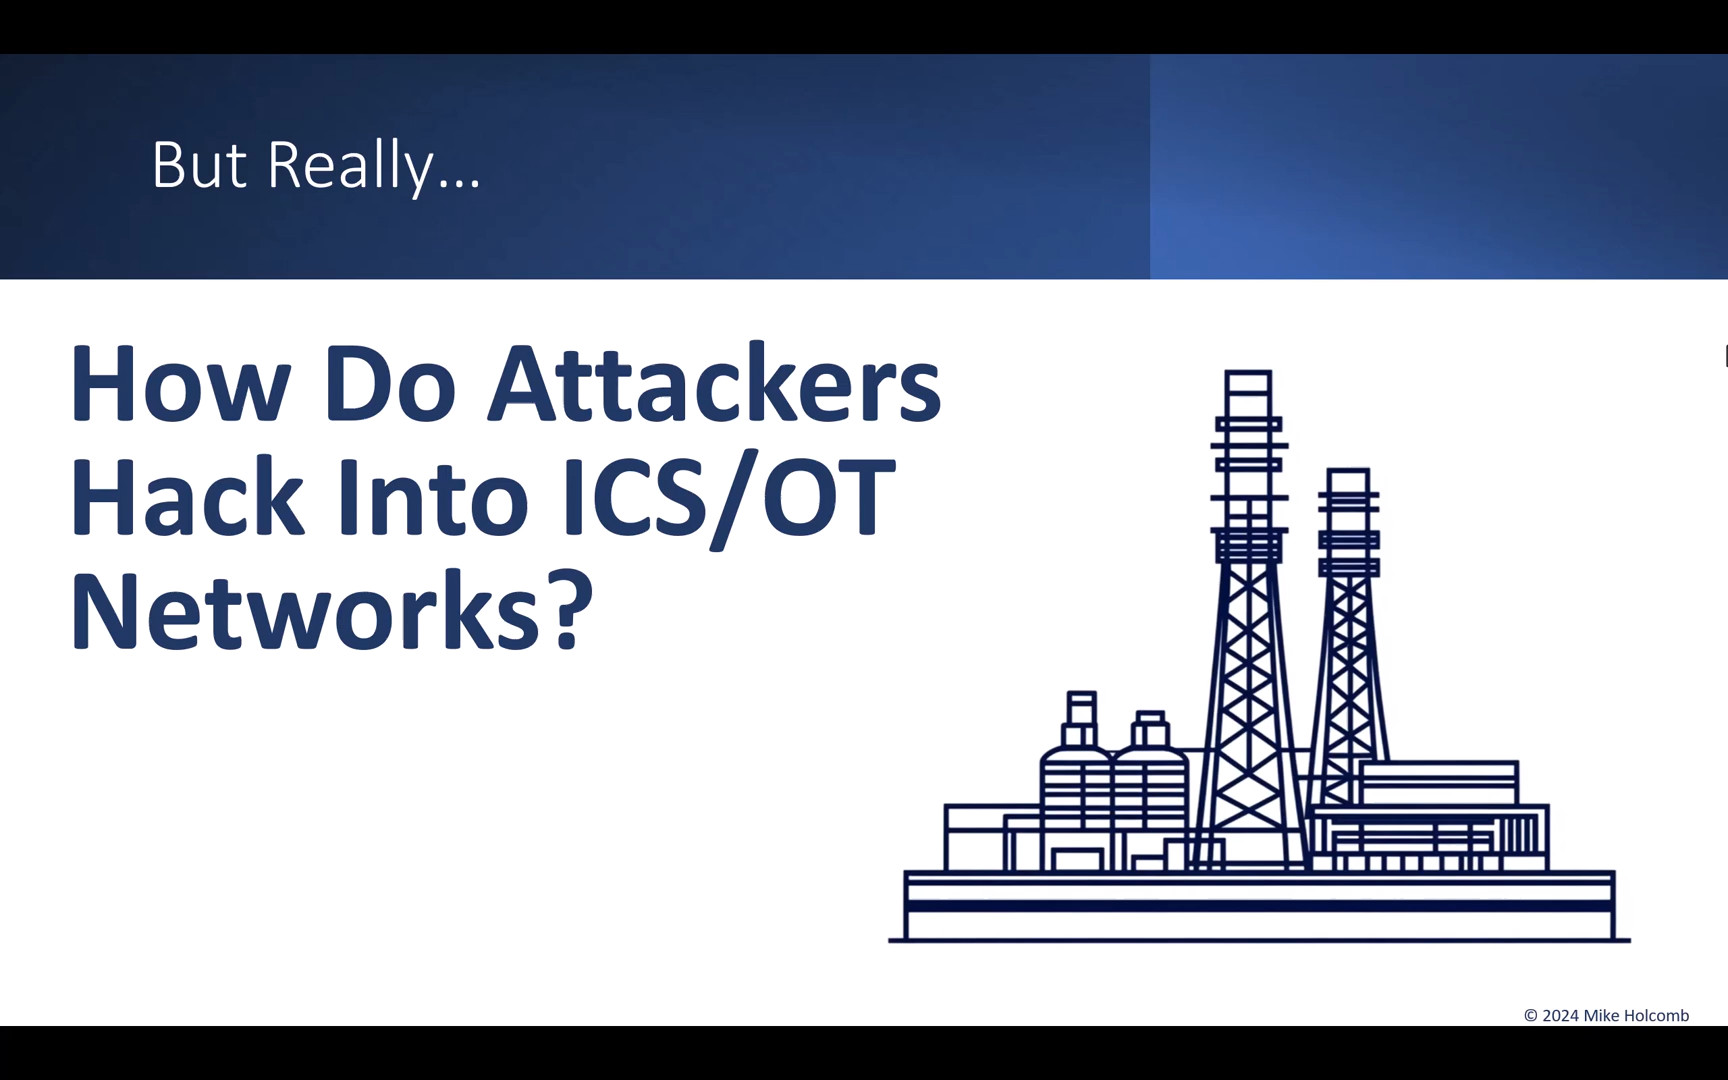 But Really...
How Do Attackers
Hack Into ICS/OT
Networks?
© 2024 Mike Holcomb